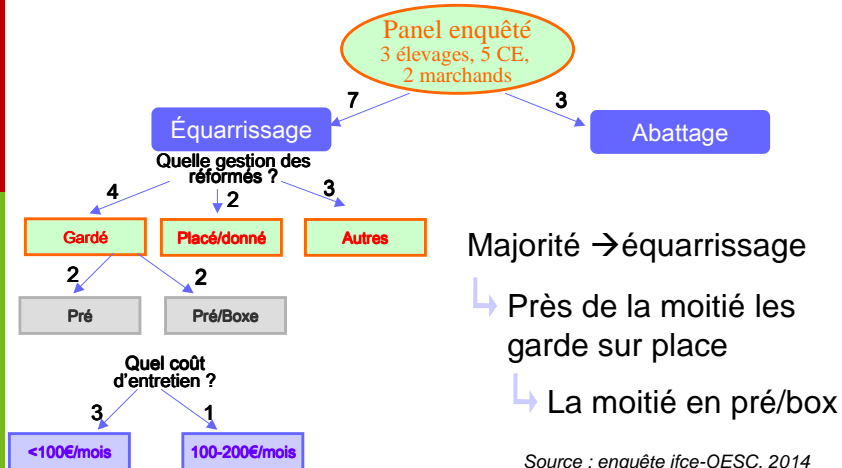 Panel enquêté
3 élevages, 5 CE,
2 marchands
7
3
Équarrissage
Abattage
Quelle gestion des
réformés ?
4
2
3
Gardé
Placé/donné
Autres
2
2
Pré
Pré/Boxe
Quel coût
d'entretien ?
3
1
<100€/mois
100-200€/mois
Majorité →équarrissage
Près de la moitié les
garde sur place
La moitié en pré/box
Source : enquête ifce-OESC, 2014